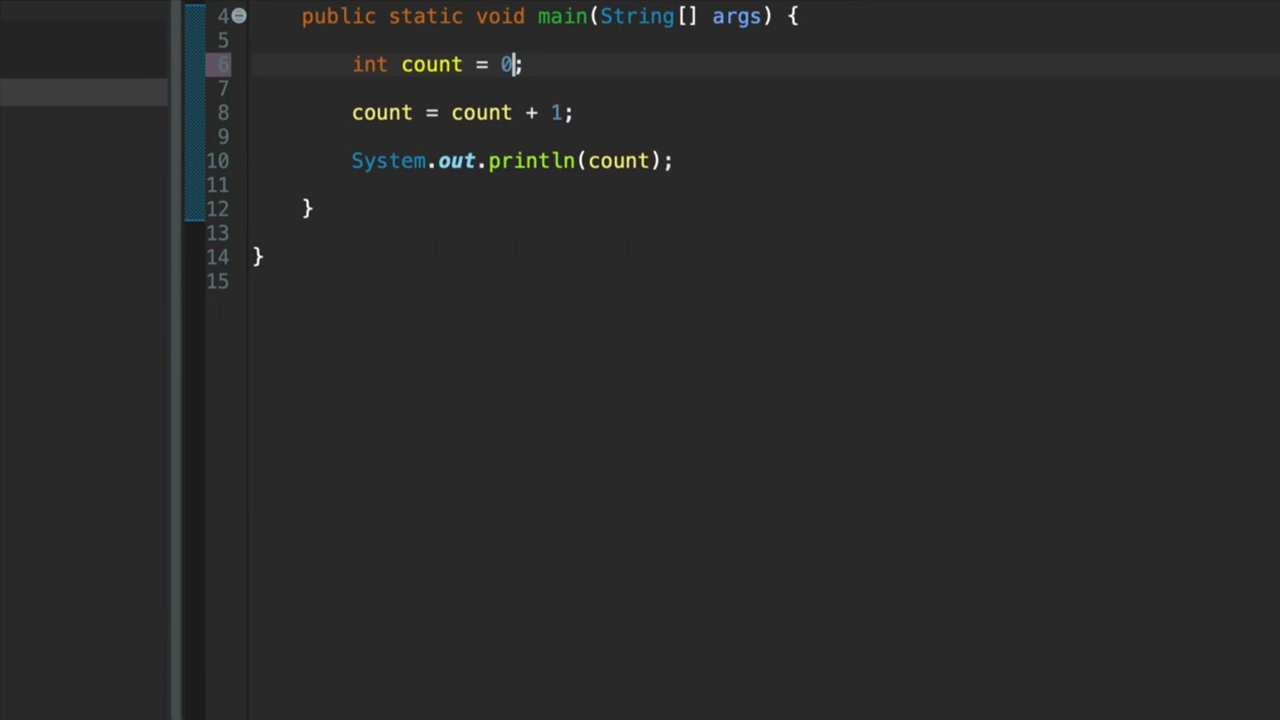 4 public static void main(String[] args) {
5
6 int count = 0;
7
8 count = count + 1;
9
10 System.out.println(count);
11
12 }
13
14 }
15